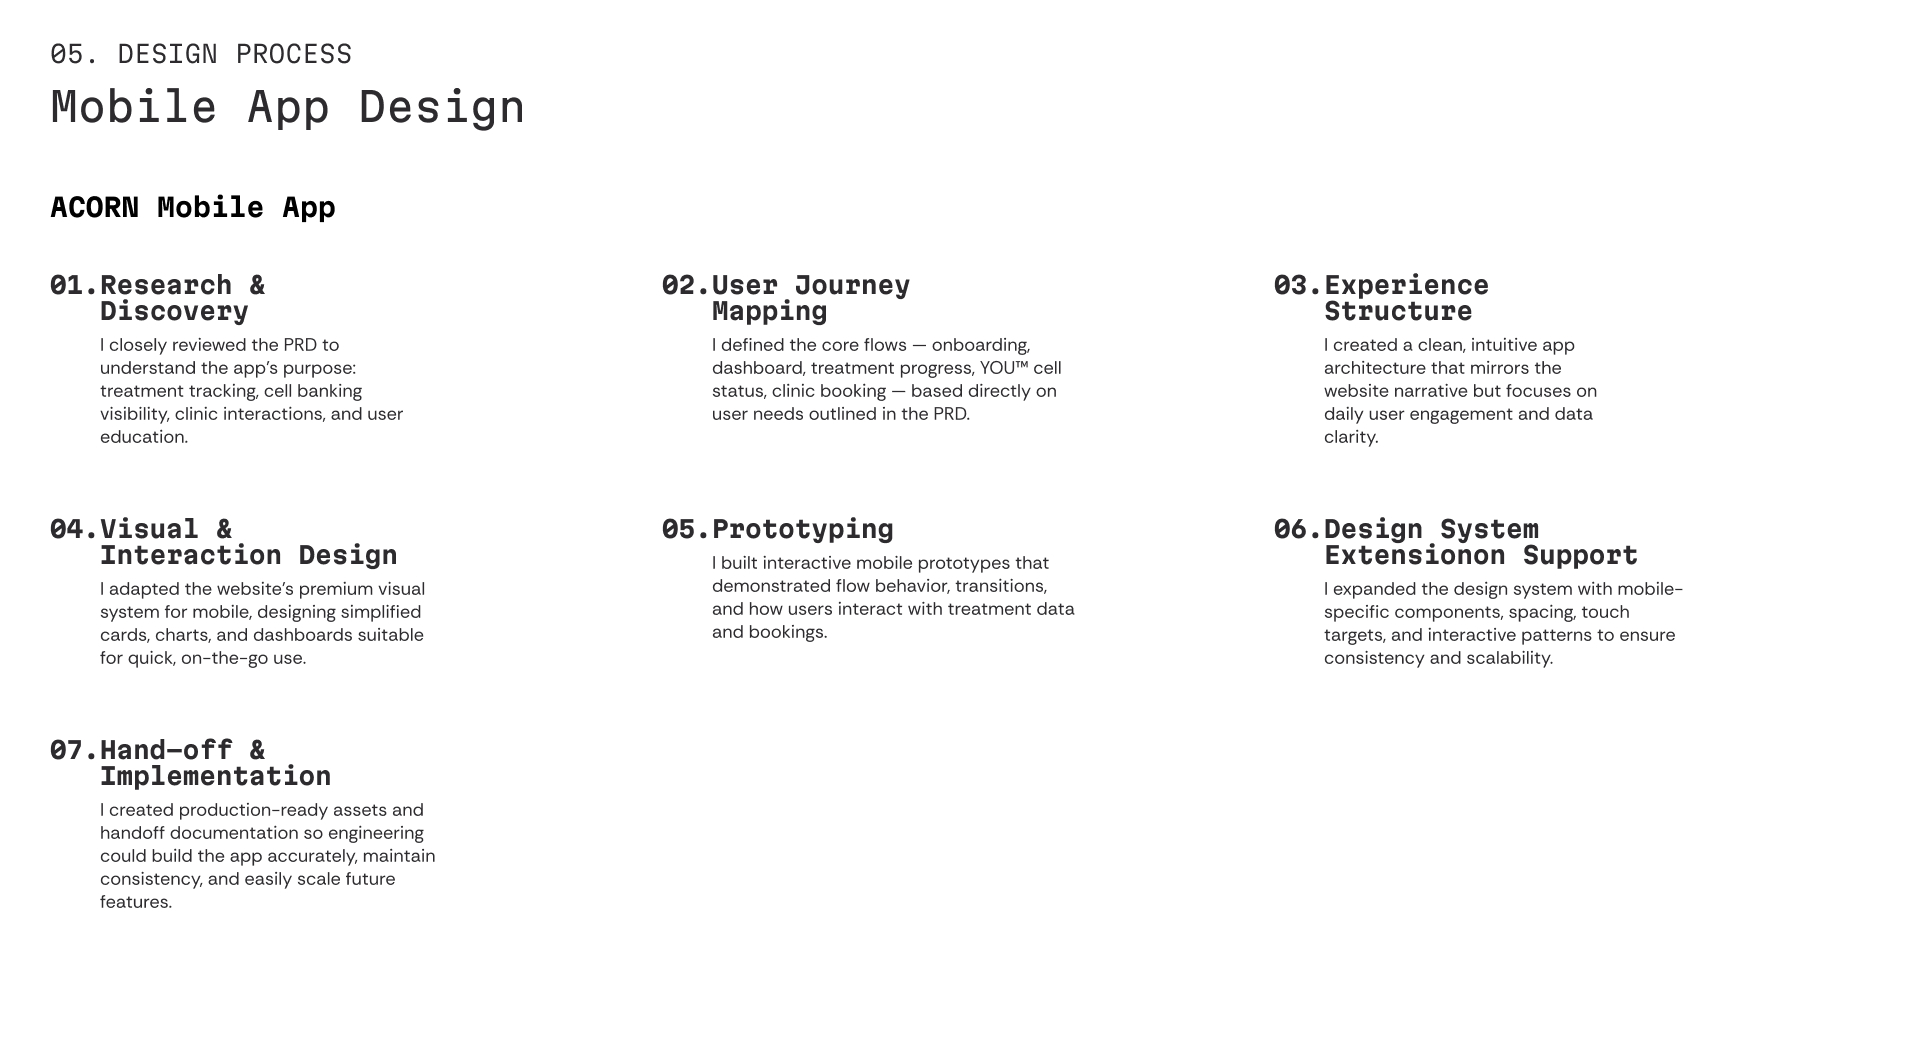 05. DESIGN PROCESS
Mobile App Design
ACORN Mobile App
01. Research &
Discovery
I closely reviewed the PRD to
understand the app's purpose:
treatment tracking, cell banking
visibility, clinic interactions, and user
education.
02. User Journey
Mapping
I defined the core flows — onboarding,
dashboard, treatment progress, YOU™ cell
status, clinic booking — based directly on
user needs outlined in the PRD.
03. Experience
Structure
I created a clean, intuitive app
architecture that mirrors the
website narrative but focuses on
daily user engagement and data
clarity.
04. Visual &
Interaction Design
I adapted the website's premium visual
system for mobile, designing simplified
cards, charts, and dashboards suitable
for quick, on-the-go use.
05. Prototyping
I built interactive mobile prototypes that
demonstrated flow behavior, transitions,
and how users interact with treatment data
and bookings.
06. Design System
Extensionon Support
I expanded the design system with mobile-
specific components, spacing, touch
targets, and interactive patterns to ensure
consistency and scalability.
07. Hand-off &
Implementation
I created production-ready assets and
handoff documentation so engineering
could build the app accurately, maintain
consistency, and easily scale future
features.